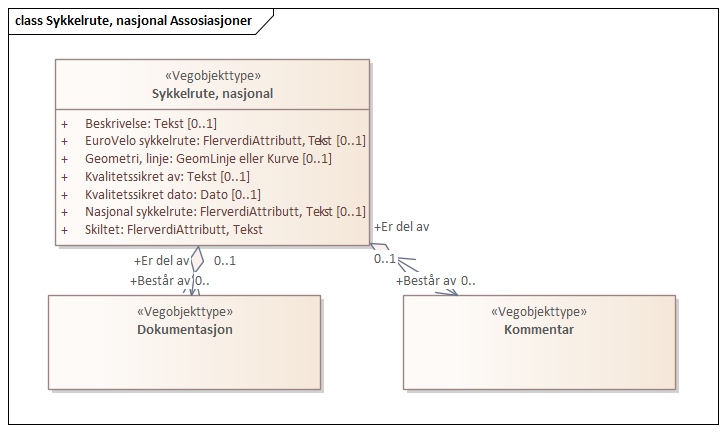 class Sykkelrute, nasjonal Assosiasjoner
«Vegobjekttype»
Sykkelrute, nasjonal
+ Beskrivelse: Tekst [0..1]
+ EuroVelo sykkelrute: FlerverdiAttributt, Tekst [0..1]
+ Geometri, linje: GeomLinje eller Kurve [0..1]
+ Kvalitetssikret av: Tekst [0..1]
+ Kvalitetssikret dato: Dato [0..1]
+ Nasjonal sykkelrute: FlerverdiAttributt, Tekst [0..1]
+ Skiltet: FlerverdiAttributt, Tekst
+Er del av
0..1
+Er del av
0..1
+Består av 0..
+Består av 0..
«Vegobjekttype»
Dokumentasjon
«Vegobjekttype»
Kommentar